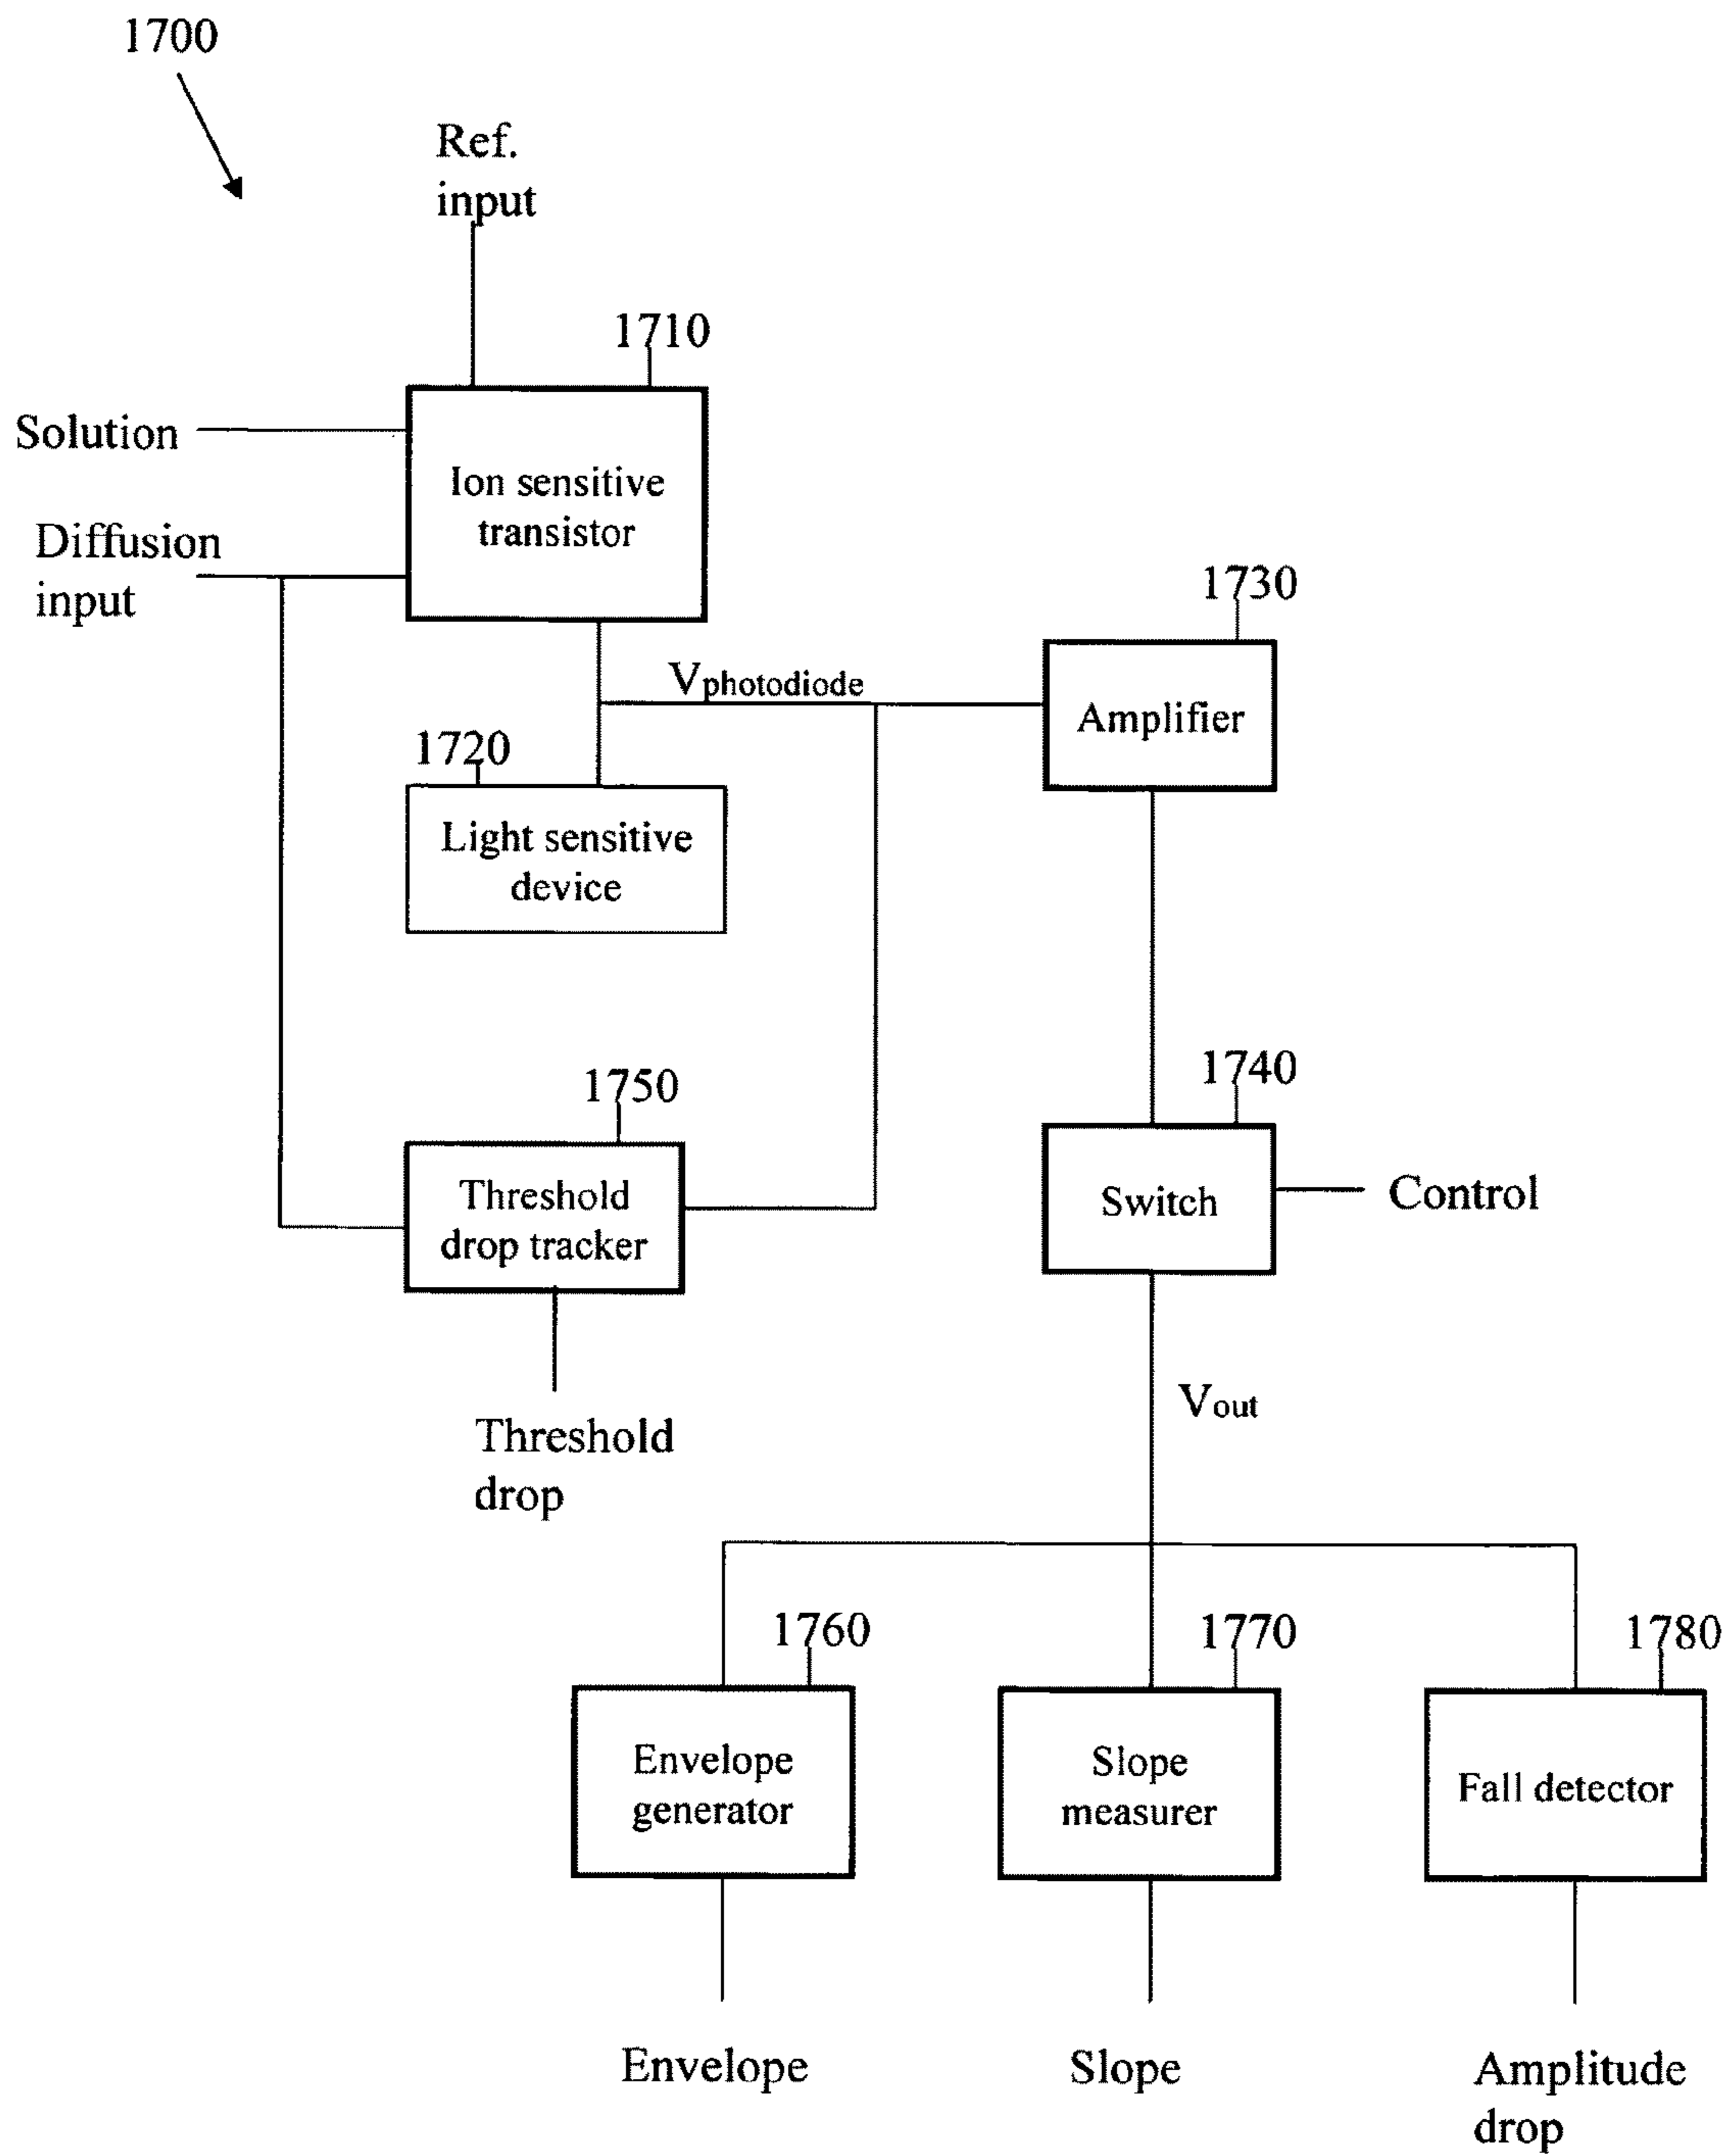 1700
Ref.
input
1710
Solution
Ion sensitive
transistor
Diffusion
input
1730
Vphotodiode
Amplifier
1720
Light sensitive
device
1750
1740
Threshold
drop tracker
Switch
Control
Threshold
drop
Vout
1760
1770
1780
Envelope
generator
Slope
measurer
Fall detector
Envelope
Slope
Amplitude
drop